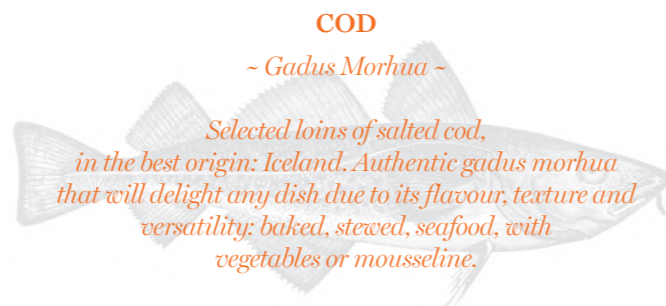 COD
~ Gadus Morhua ~
Selected loins of salted cod,
in the best origin: Iceland. Authentic gadus morhua
that will delight any dish due to its flavour, texture and
versatility: baked, stewed, seafood, with
vegetables or mousseline.